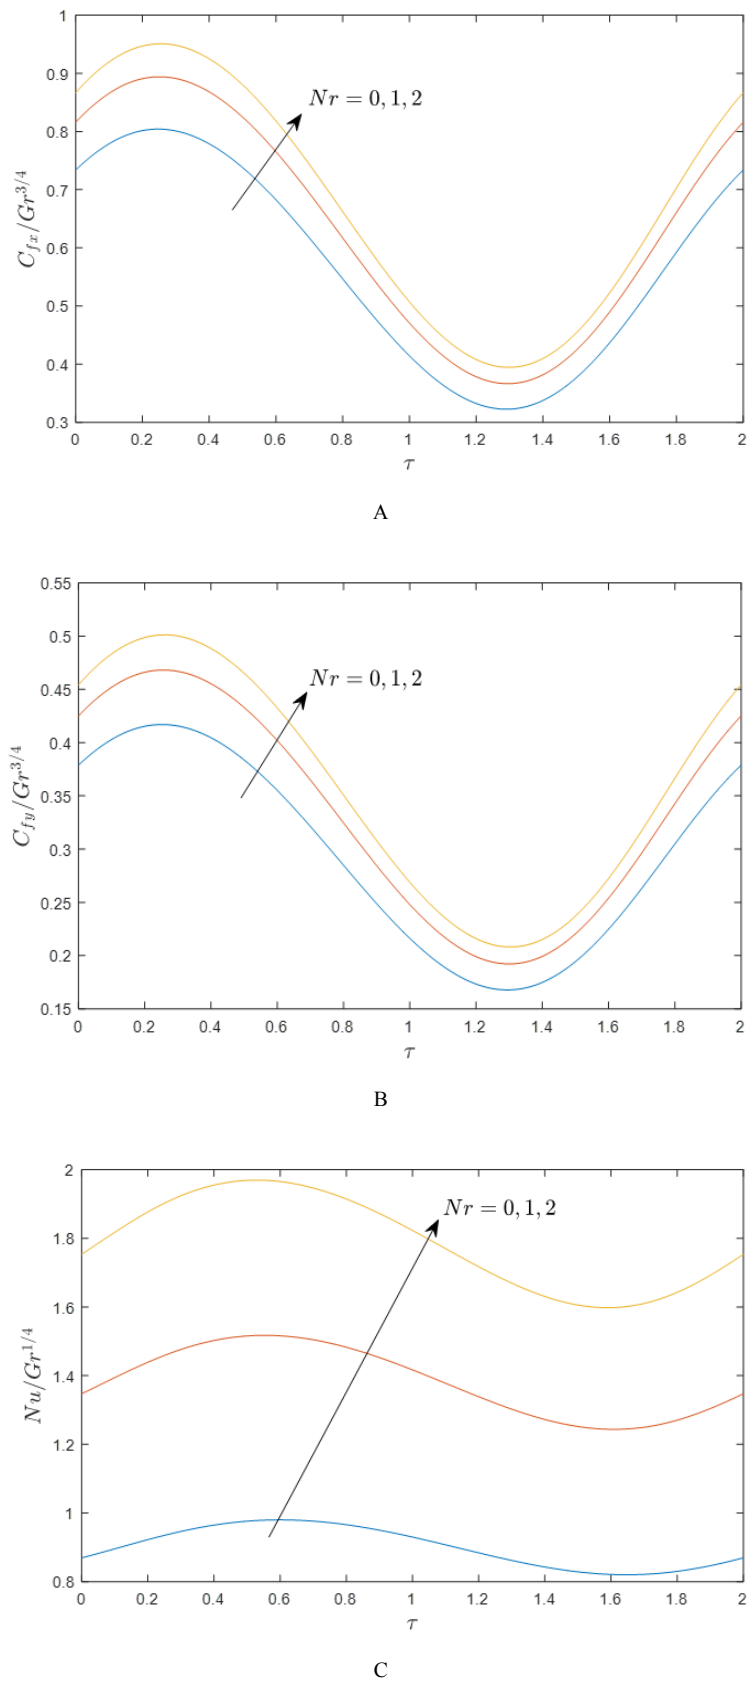 1
0.9
0.8
0.7
0.6
0.5
0.4
0.3
C_{fx}/Gr^{3/4}
Nr = 0, 1, 2
0 0.2 0.4 0.6 0.8 1 1.2 1.4 1.6 1.8 2
τ
A
0.55
0.5
0.45
0.4
0.35
0.3
0.25
0.2
0.15
C_{fy}/Gr^{3/4}
Nr = 0, 1, 2
0 0.2 0.4 0.6 0.8 1 1.2 1.4 1.6 1.8 2
τ
B
2
1.8
1.6
1.4
1.2
1
0.8
Nu/Gr^{1/4}
Nr = 0, 1, 2
0 0.2 0.4 0.6 0.8 1 1.2 1.4 1.6 1.8 2
τ
C